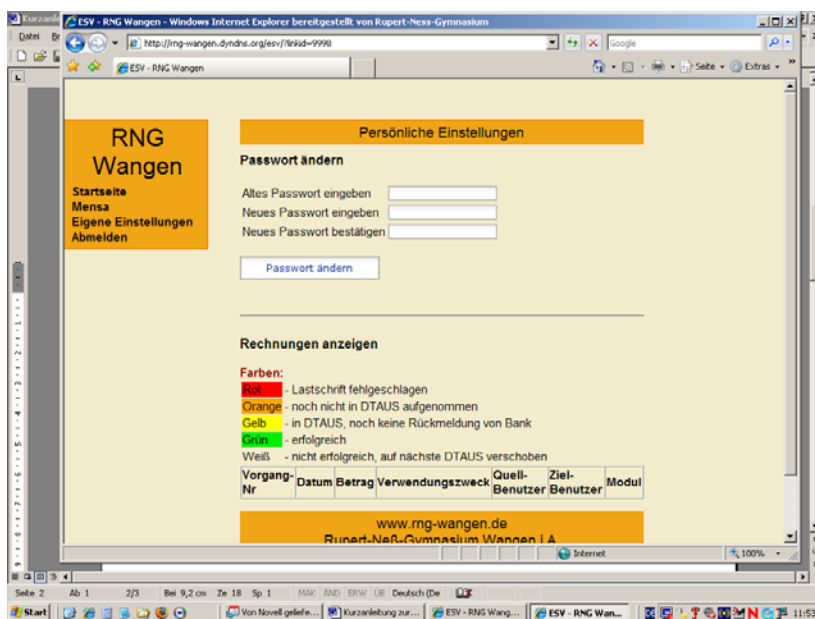 ESV - RNG Wangen - Windows Internet Explorer bereitgestellt von Rupert-Ness-Gymnasium
Datei
http://rng-wangen.dyndns.org/esv/?linkid=9998
Google
ESV - RNG Wangen
Seite
Extras
RNG
Wangen
Startseite
Mensa
Eigene Einstellungen
Abmelden
Persönliche Einstellungen
Passwort ändern
Altes Passwort eingeben
Neues Passwort eingeben
Neues Passwort bestätigen
Passwort ändern
Rechnungen anzeigen
Farben:
Rot - Lastschrift fehlgeschlagen
Orange - noch nicht in DTAUS aufgenommen
Gelb - in DTAUS, noch keine Rückmeldung von Bank
Grün - erfolgreich
Weiß - nicht erfolgreich, auf nächste DTAUS verschoben
Vorgang-Nr Datum Betrag Verwendungszweck Quell-Benutzer Ziel-Benutzer Modul
www.rng-wangen.de
Rupert-Neß-Gymnasium Wangen i.A.
Internet
100%
Seite 2 Ab 1 2/3 Bei 9,2 cm Ze 18 Sp 1 MAK ÄND ERW ÜB Deutsch (De
Start Von Novell geliefe... Kurzanleitung zur... ESV - RNG Wang... ESV - RNG Wan... 11:53